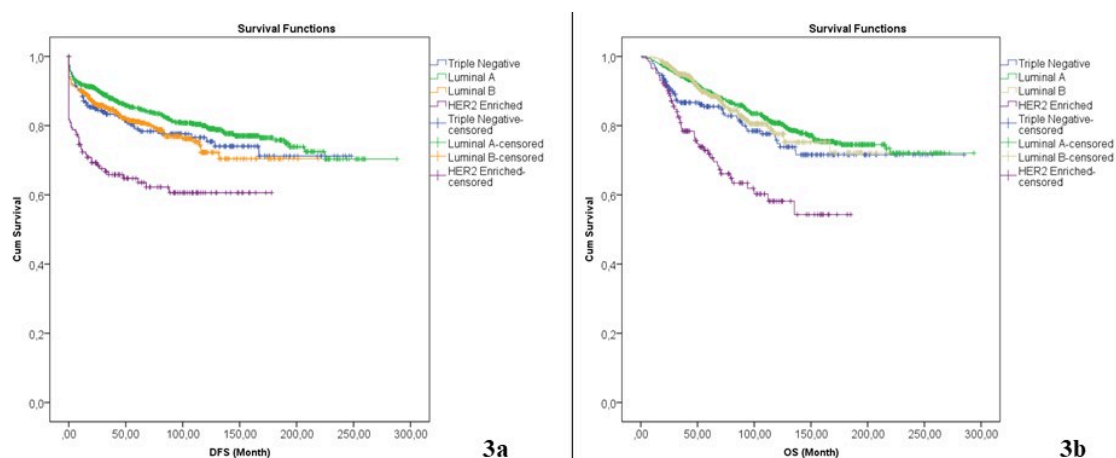 Survival Functions
1,0
0,8
0,6
0,4
0,2
0,0
Cum Survival
,00
50,00
100,00
150,00
200,00
250,00
300,00
DFS (Month)
Triple Negative
Luminal A
Luminal B
HER2 Enriched
Triple Negative-
censored
Luminal A-censored
Luminal B-censored
HER2 Enriched-
censored
3a
Survival Functions
1,0
0,8
0,6
0,4
0,2
0,0
Cum Survival
,00
50,00
100,00
150,00
200,00
250,00
300,00
OS (Month)
Triple Negative
Luminal A
Luminal B
HER2 Enriched
Triple Negative-
censored
Luminal A-censored
Luminal B-censored
HER2 Enriched-
censored
3b